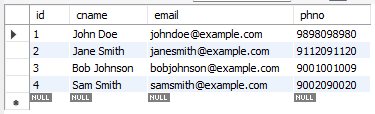 id cname email phno
1 John Doe johndoe@example.com 9898098980
2 Jane Smith janesmith@example.com 9112091120
3 Bob Johnson bobjohnson@example.com 9001001009
4 Sam Smith samsmith@example.com 9002090020
NULL NULL NULL NULL